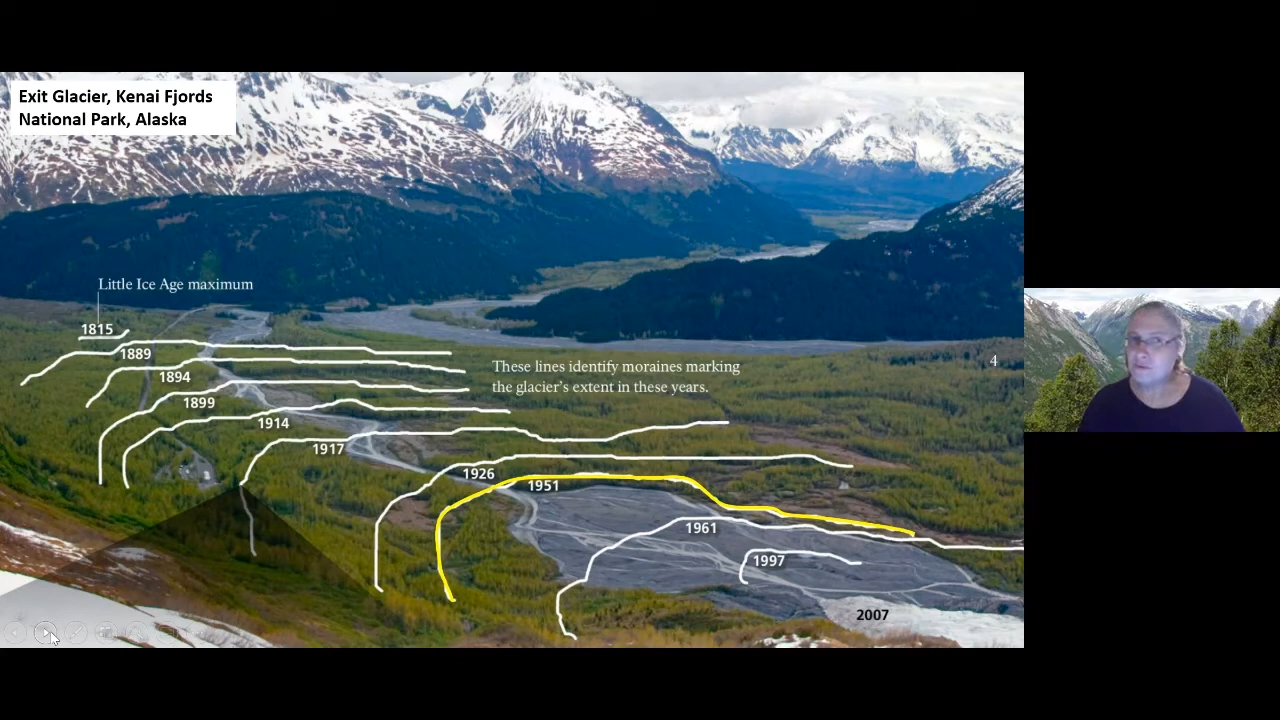 Exit Glacier, Kenai Fjords
National Park, Alaska
Little Ice Age maximum
1815
1889
1894
1899
1914
1917
1926
1951
1961
1997
2007
These lines identify moraines marking
the glacier's extent in these years.
4